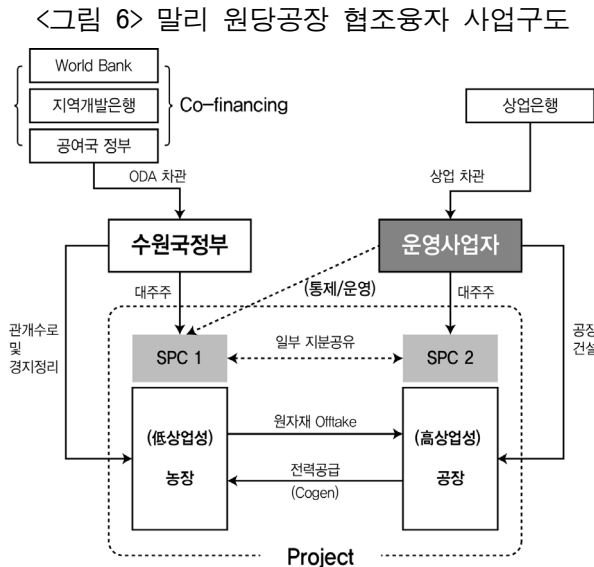 <그림 6> 말리 원당공장 협조융자 사업구도
World Bank
지역개발은행
공여국 정부
Co-financing
상업은행
ODA 차관
상업 차관
수원국정부
운영사업자
대주주
(통제/운영)
대주주
관개수로
및
경지정리
공장
건설
SPC 1
일부 지분공유
SPC 2
(低상업성)
농장
원자재 Offtake
전력공급
(Cogen)
(高상업성)
공장
Project